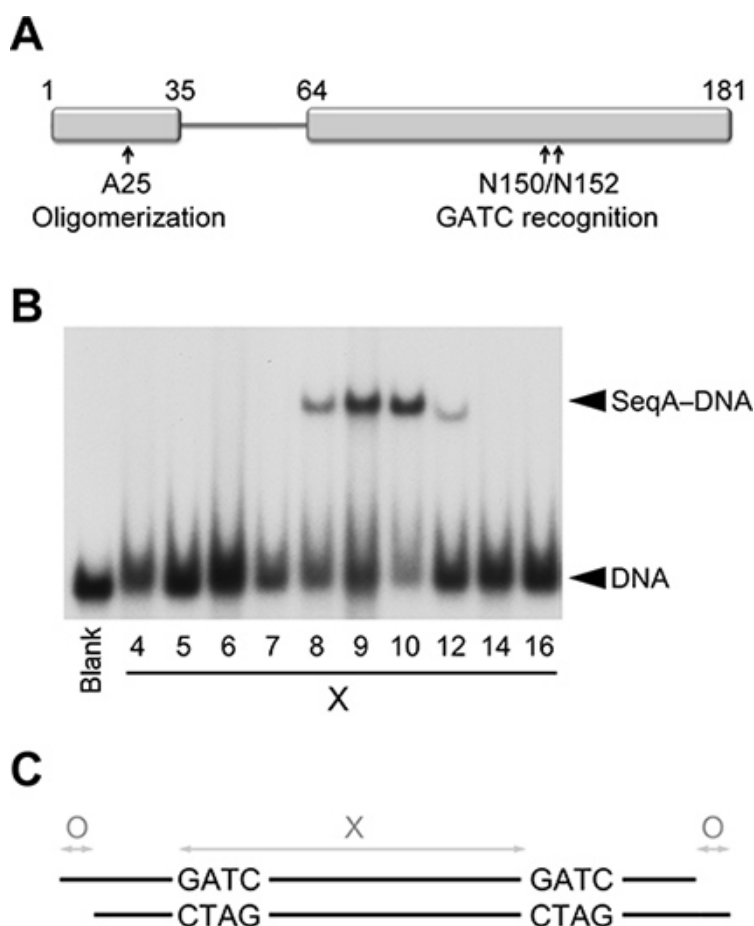 A
1 35 64 181
A25 N150/N152
Oligomerization GATC recognition
B
SeqA–DNA
DNA
Blank 4 5 6 7 8 9 10 12 14 16
X
C
O X O
GATC GATC
CTAG CTAG